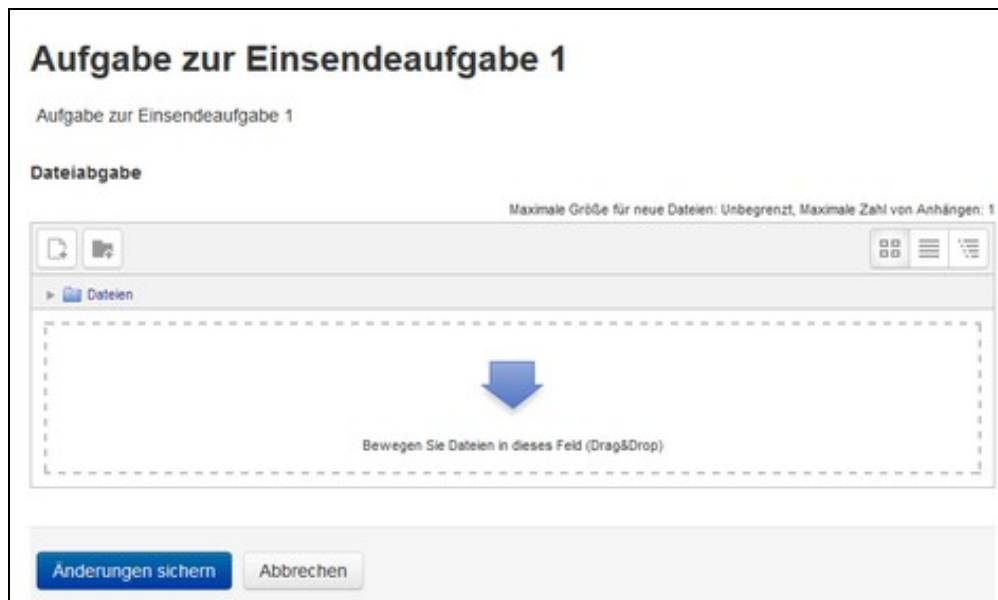 Aufgabe zur Einsendeaufgabe 1
Aufgabe zur Einsendeaufgabe 1
Dateiabgabe
Maximale Größe für neue Dateien: Unbegrenzt, Maximale Zahl von Anhängen: 1
Dateien
Bewegen Sie Dateien in dieses Feld (Drag&Drop)
Änderungen sichern Abbrechen